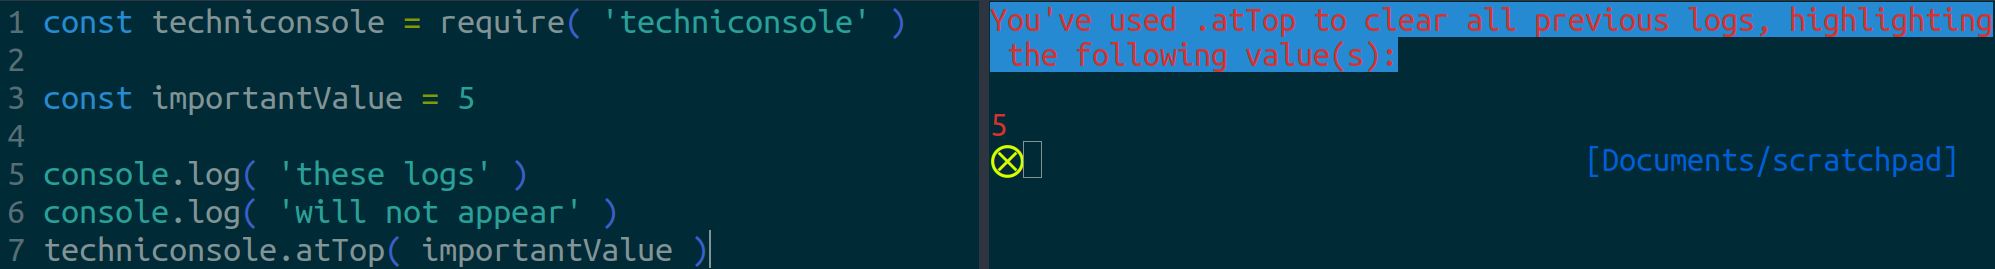 1 const techniconsole = require( 'techniconsole' )
2
3 const importantValue = 5
4
5 console.log( 'these logs' )
6 console.log( 'will not appear' )
7 techniconsole.atTop( importantValue )
You've used .atTop to clear all previous logs, highlighting
the following value(s):
5
[Documents/scratchpad]